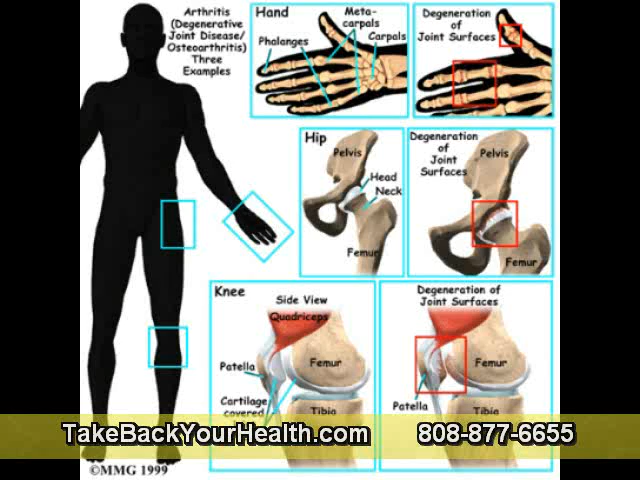 Arthritis
(Degenerative
Joint Disease/
Osteoarthritis)
Three
Examples
Hand
Meta-
carpals
Phalanges
Carpals
Degeneration of
Joint Surfaces
Hip
Pelvis
Head
Neck
Femur
Degeneration
of
Joint
Surfaces
Pelvis
Femur
Knee
Side View
Quadriceps
Patella
Femur
Cartilage
covered
Tibia
Degeneration of
Joint Surfaces
Femur
Patella
Tibia
TakeBackYourHealth.com 808-877-6655
©MMG 1999